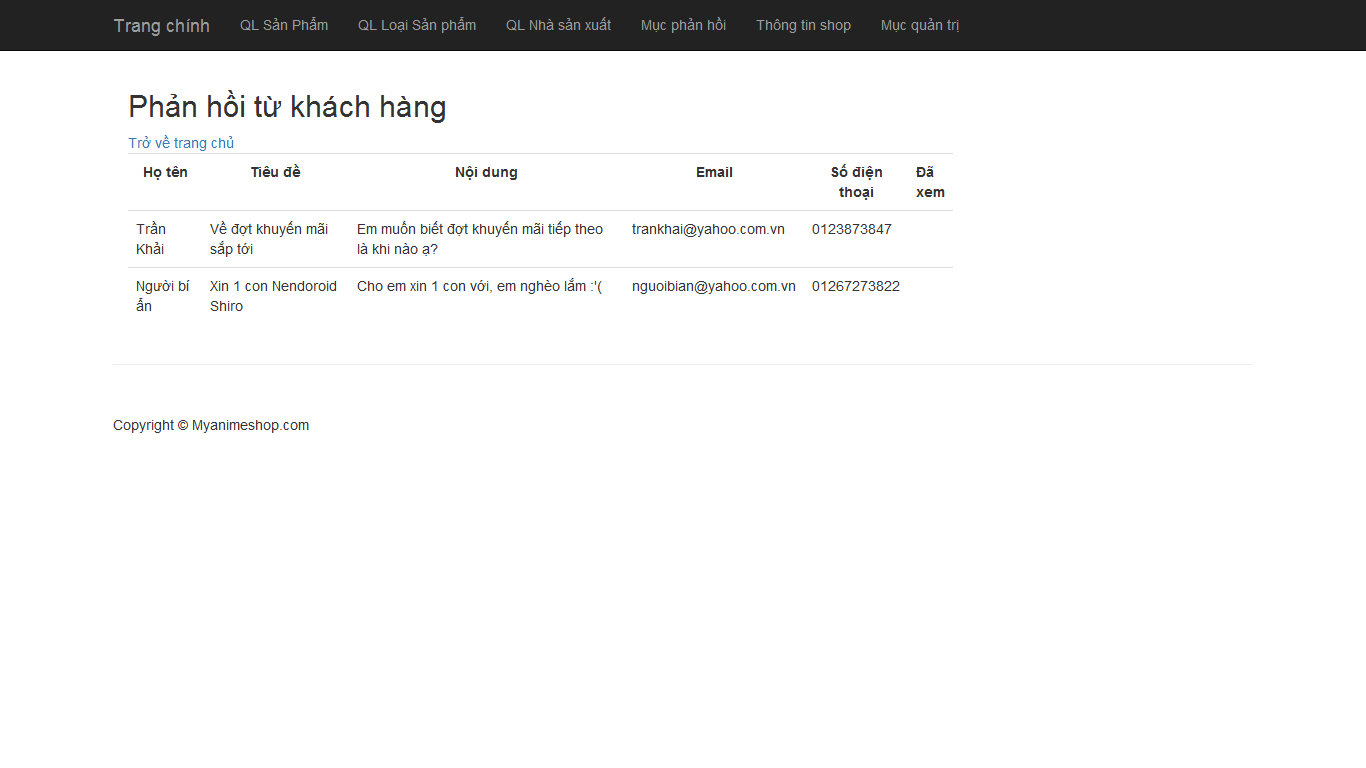 Trang chính QL Sản Phẩm QL Loại Sản phẩm QL Nhà sản xuất Mục phản hồi Thông tin shop Mục quản trị
Phản hồi từ khách hàng
Trở về trang chủ
Họ tên Tiêu đề Nội dung Email Số điện Đã
thoại xem
Trần Về đợt khuyến mãi Em muốn biết đợt khuyến mãi tiếp theo trankhai@yahoo.com.vn 0123873847
Khải sắp tới là khi nào ạ?
Người bí Xin 1 con Nendoroid Cho em xin 1 con với, em nghèo lắm :'( nguoibian@yahoo.com.vn 01267273822
ẩn Shiro
Copyright © Myanimeshop.com